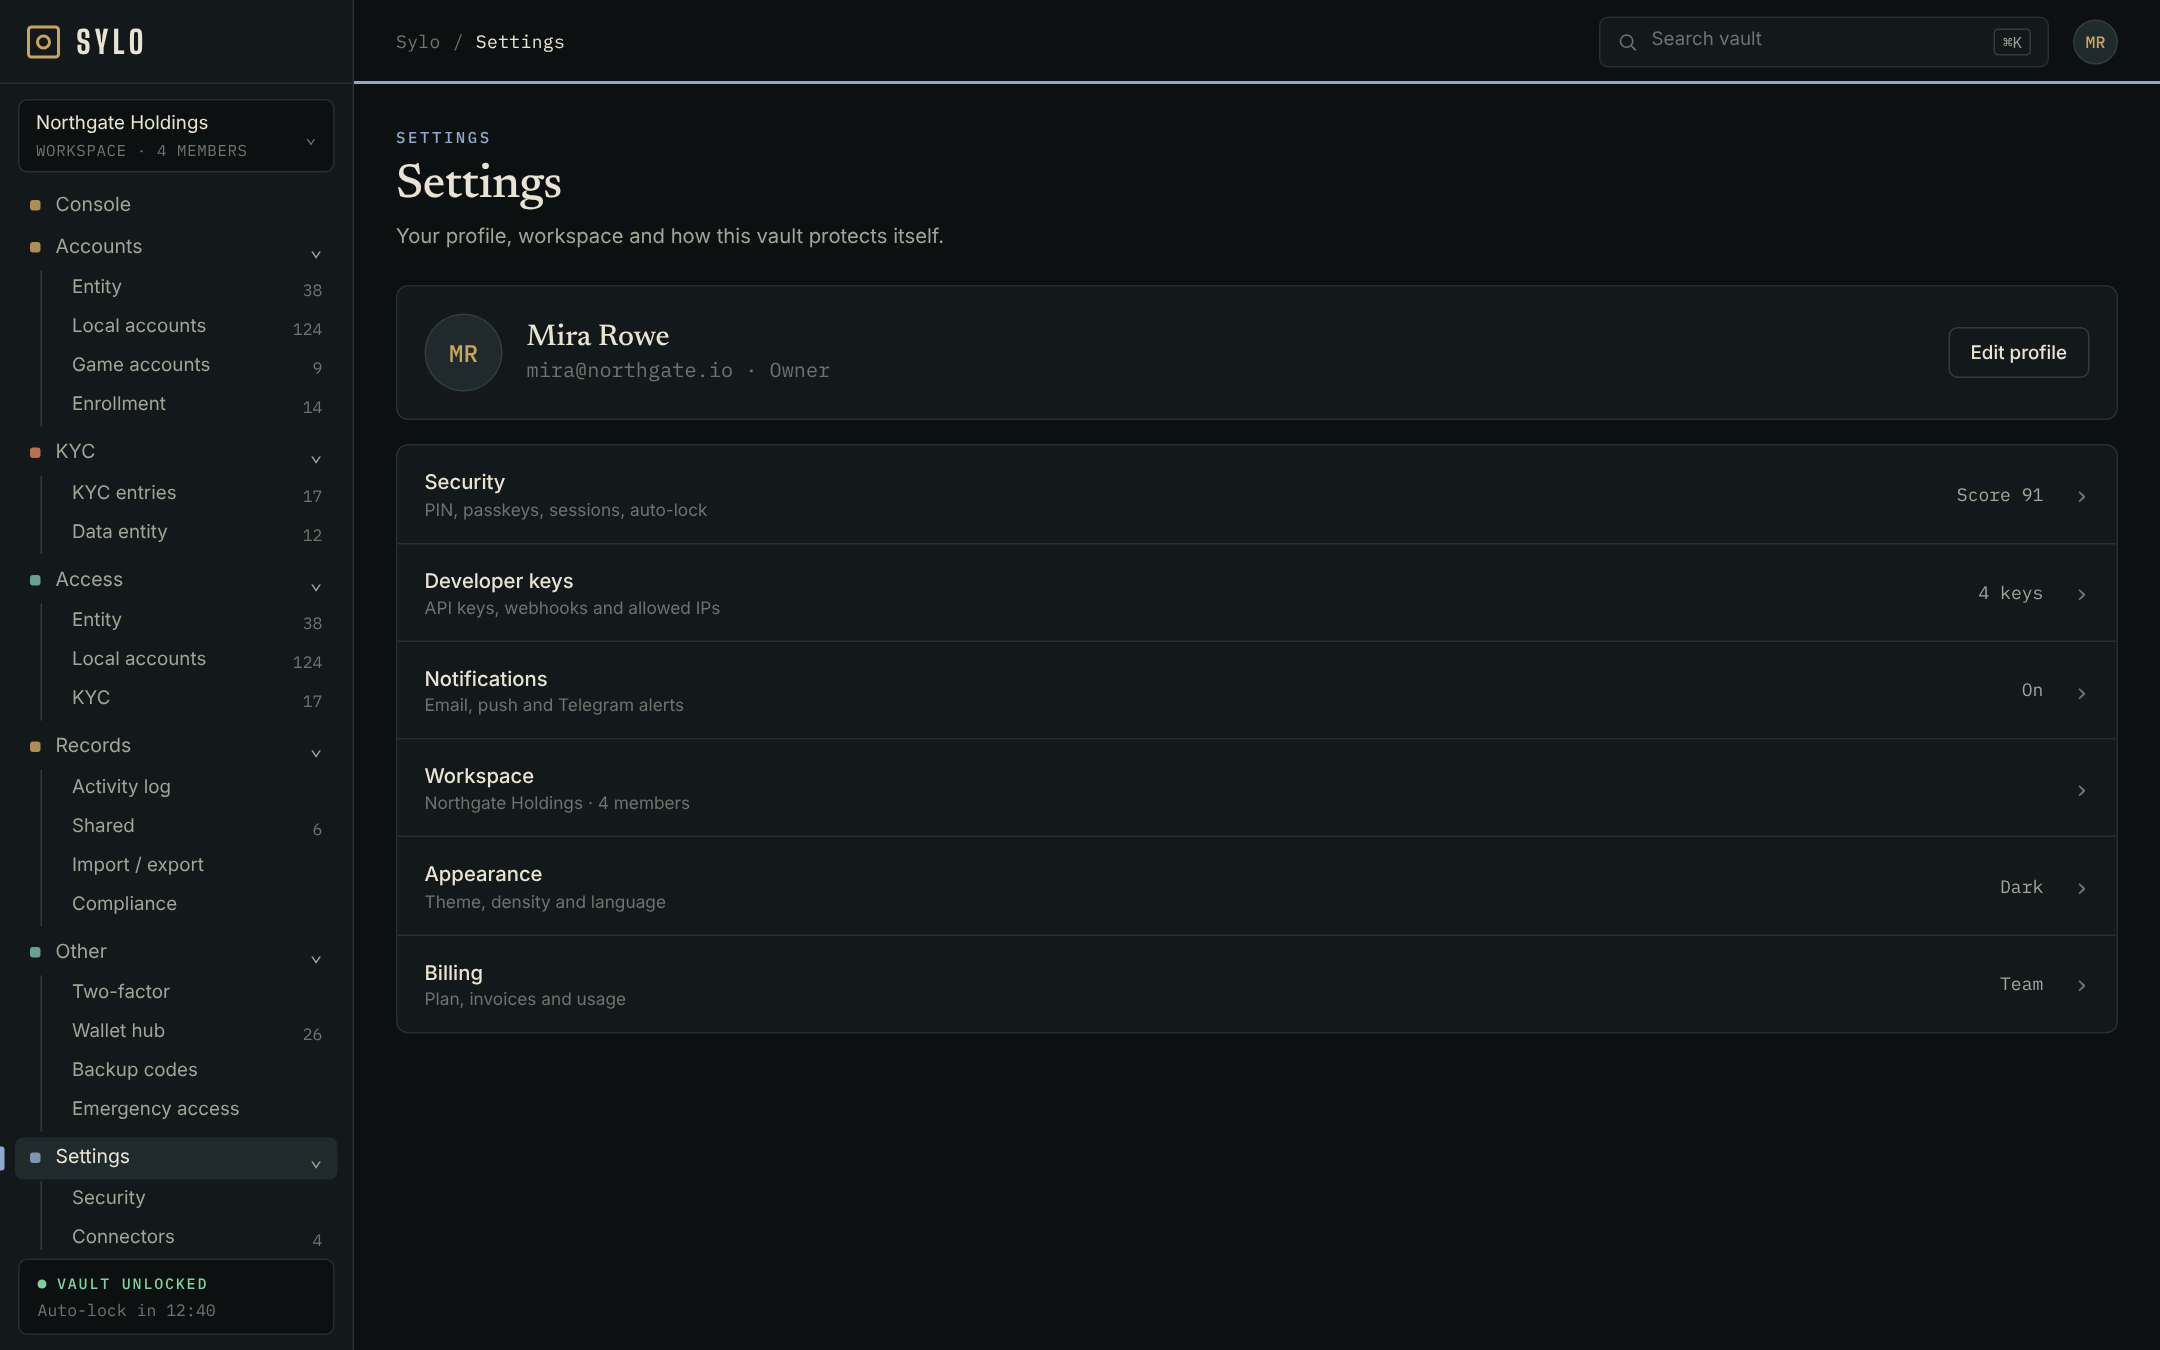 SYLO
Sylo / Settings
Search vault
⌘K
MR
Northgate Holdings
WORKSPACE · 4 MEMBERS
Console
Accounts
Entity 38
Local accounts 124
Game accounts 9
Enrollment 14
KYC
KYC entries 17
Data entity 12
Access
Entity 38
Local accounts 124
KYC 17
Records
Activity log
Shared 6
Import / export
Compliance
Other
Two-factor
Wallet hub 26
Backup codes
Emergency access
Settings
Security
Connectors 4
VAULT UNLOCKED
Auto-lock in 12:40
SETTINGS
Settings
Your profile, workspace and how this vault protects itself.
MR
Mira Rowe
mira@northgate.io · Owner
Edit profile
Security
PIN, passkeys, sessions, auto-lock
Score 91
Developer keys
API keys, webhooks and allowed IPs
4 keys
Notifications
Email, push and Telegram alerts
On
Workspace
Northgate Holdings · 4 members
Appearance
Theme, density and language
Dark
Billing
Plan, invoices and usage
Team